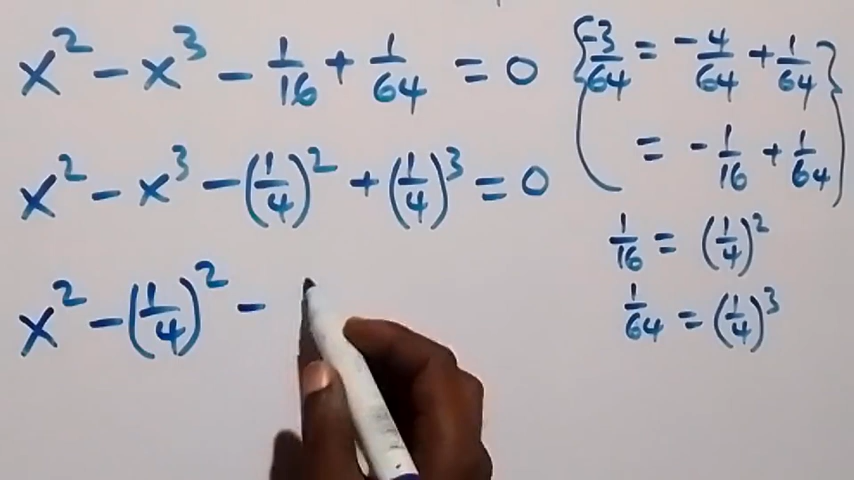 x² - x³ - 1/16 + 1/64 = 0
x² - x³ - (1/4)² + (1/4)³ = 0
x² - (1/4)² -
{-3/64 = -4/64 + 1/64}
= -1/16 + 1/64
1/16 = (1/4)²
1/64 = (1/4)³